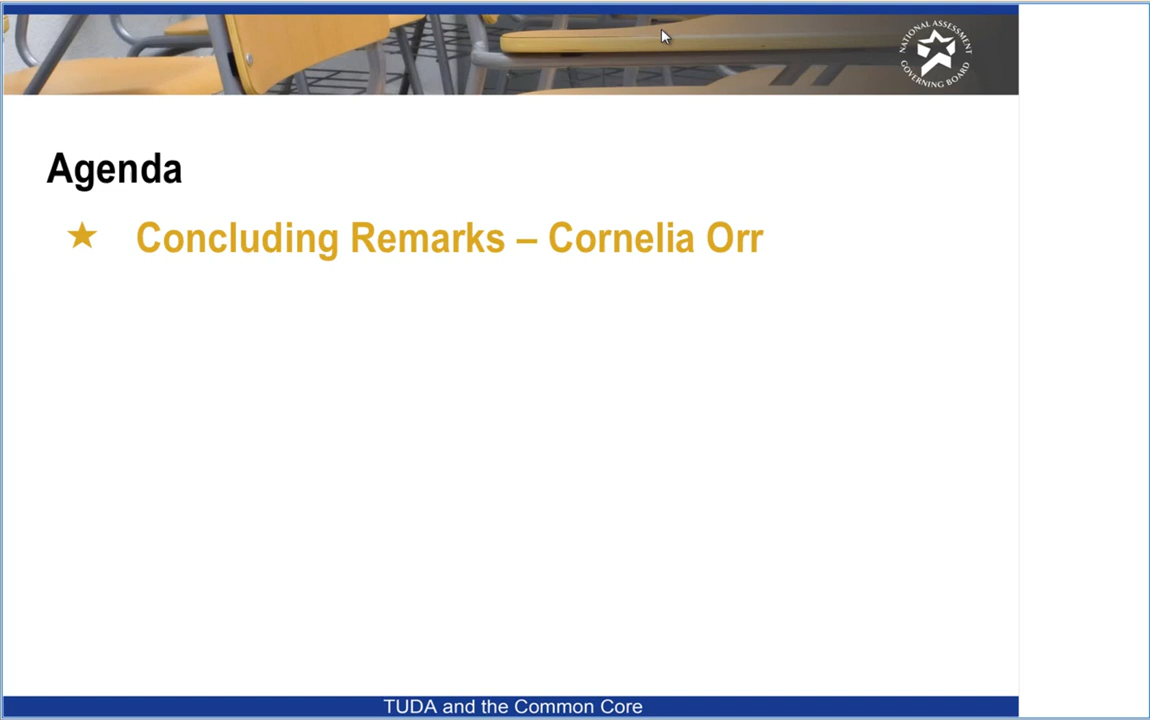 NATIONAL ASSESSMENT
GOVERNING BOARD
Agenda
★ Concluding Remarks – Cornelia Orr
TUDA and the Common Core